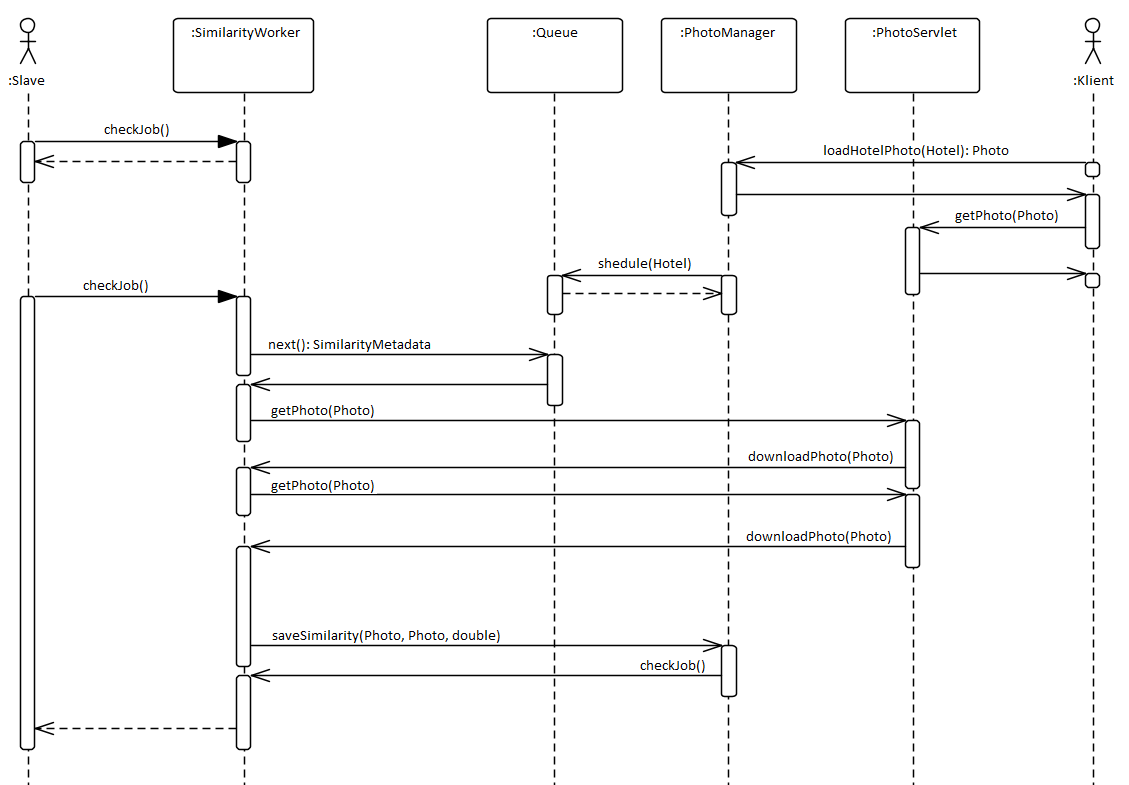 :Slave
:SimilarityWorker
:Queue
:PhotoManager
:PhotoServlet
:Klient
checkJob()
loadHotelPhoto(Hotel): Photo
getPhoto(Photo)
shedule(Hotel)
checkJob()
next(): SimilarityMetadata
getPhoto(Photo)
downloadPhoto(Photo)
getPhoto(Photo)
downloadPhoto(Photo)
saveSimilarity(Photo, Photo, double)
checkJob()